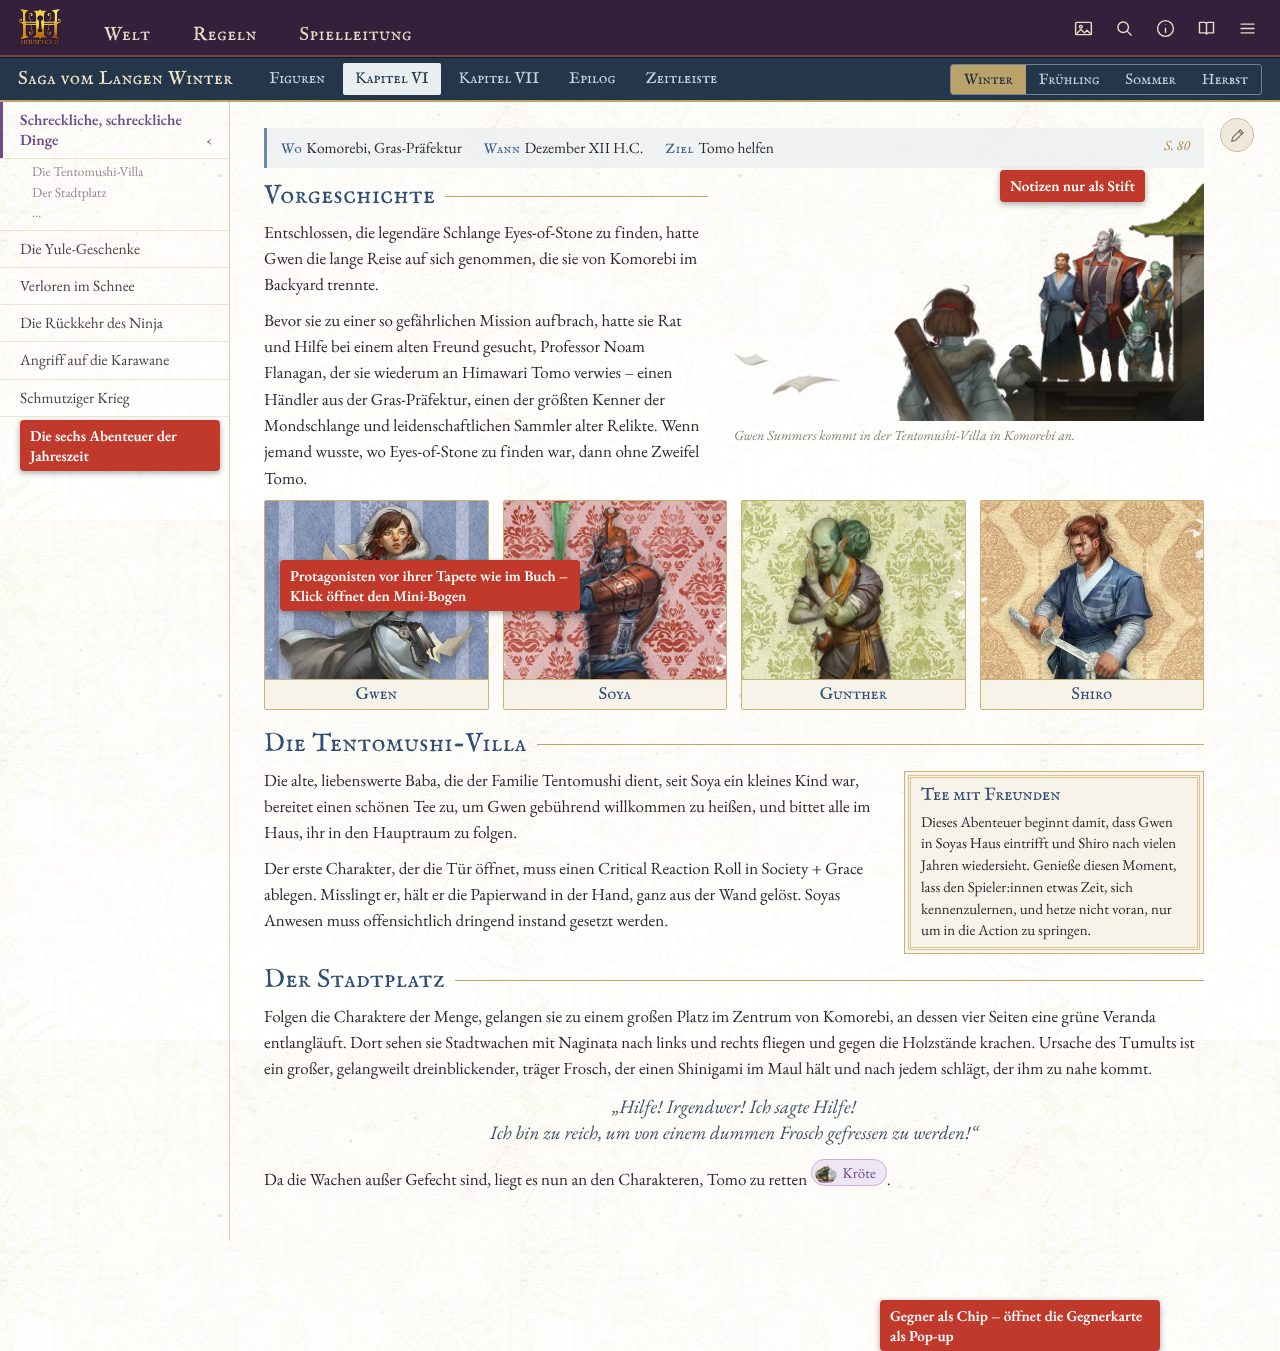 HOUSEHOLD
Welt Regeln Spielleitung
Saga vom Langen Winter Figuren Kapitel VI Kapitel VII Epilog Zeitleiste Winter Frühling Sommer Herbst
Schreckliche, schreckliche
Dinge <
Die Tentomushi-Villa
Der Stadtplatz
...
Die Yule-Geschenke
Verloren im Schnee
Die Rückkehr des Ninja
Angriff auf die Karawane
Schmutziger Krieg
Die sechs Abenteuer der
Jahreszeit
Wo Komorebi, Gras-Präfektur Wann Dezember XII H.C. Ziel Tomo helfen S. 80
Notizen nur als Stift
Vorgeschichte
Entschlossen, die legendäre Schlange Eyes-of-Stone zu finden, hatte
Gwen die lange Reise auf sich genommen, die sie von Komorebi im
Backyard trennte.
Bevor sie zu einer so gefährlichen Mission aufbrach, hatte sie Rat
und Hilfe bei einem alten Freund gesucht, Professor Noam
Flanagan, der sie wiederum an Himawari Tomo verwies – einen
Händler aus der Gras-Präfektur, einen der größten Kenner der
Mondschlange und leidenschaftlichen Sammler alter Relikte. Wenn
jemand wusste, wo Eyes-of-Stone zu finden war, dann ohne Zweifel
Tomo.
Gwen Summers kommt in der Tentomushi-Villa in Komorebi an.
Protagonisten vor ihrer Tapete wie im Buch –
Klick öffnet den Mini-Bogen
Gwen Soya Gunther Shiro
Die Tentomushi-Villa
Die alte, liebenswerte Baba, die der Familie Tentomushi dient, seit Soya ein kleines Kind war,
bereitet einen schönen Tee zu, um Gwen gebührend willkommen zu heißen, und bittet alle im
Haus, ihr in den Hauptraum zu folgen.
Der erste Charakter, der die Tür öffnet, muss einen Critical Reaction Roll in Society + Grace
ablegen. Misslingt er, hält er die Papierwand in der Hand, ganz aus der Wand gelöst. Soyas
Anwesen muss offensichtlich dringend instand gesetzt werden.
Tee mit Freunden
Dieses Abenteuer beginnt damit, dass Gwen
in Soyas Haus eintrifft und Shiro nach vielen
Jahren wiedersieht. Genieße diesen Moment,
lass den Spieler:innen etwas Zeit, sich
kennenzulernen, und hetze nicht voran, nur
um in die Action zu springen.
Der Stadtplatz
Folgen die Charaktere der Menge, gelangen sie zu einem großen Platz im Zentrum von Komorebi, an dessen vier Seiten eine grüne Veranda
entlangläuft. Dort sehen sie Stadtwachen mit Naginata nach links und rechts fliegen und gegen die Holzstände krachen. Ursache des Tumults ist
ein großer, gelangweilt dreinblickender, träger Frosch, der einen Shinigami im Maul hält und nach jedem schlägt, der ihm zu nahe kommt.
„Hilfe! Irgendwer! Ich sagte Hilfe!
Ich bin zu reich, um von einem dummen Frosch gefressen zu werden!“
Da die Wachen außer Gefecht sind, liegt es nun an den Charakteren, Tomo zu retten Kröte .
Gegner als Chip – öffnet die Gegnerkarte
als Pop-up